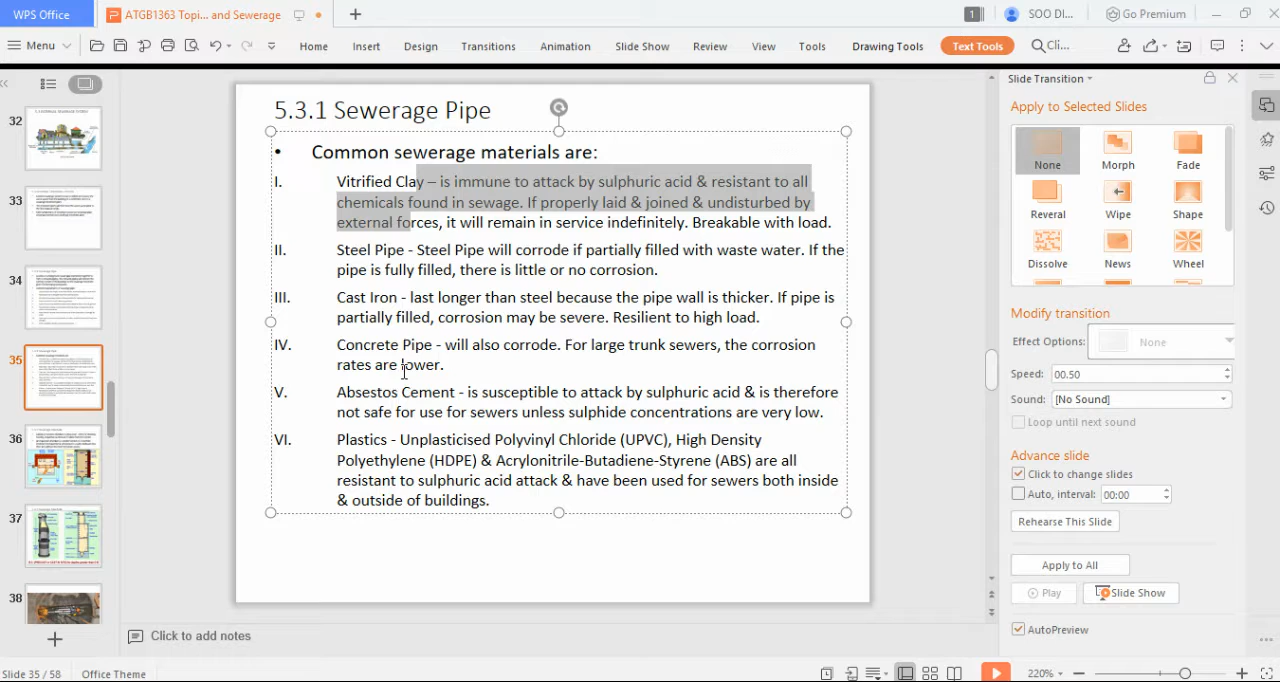 WPS Office
ATGB1363 Topi... and Sewerage
1
SOO DI...
Go Premium
Menu
Home
Insert
Design
Transitions
Animation
Slide Show
Review
View
Tools
Drawing Tools
Text Tools
Cli...
32
33
34
35
36
37
38
5.3.1 Sewerage Pipe
• Common sewerage materials are:
I. Vitrified Clay – is immune to attack by sulphuric acid & resistant to all
chemicals found in sewage. If properly laid & joined & undisturbed by
external forces, it will remain in service indefinitely. Breakable with load.
II. Steel Pipe - Steel Pipe will corrode if partially filled with waste water. If the
pipe is fully filled, there is little or no corrosion.
III. Cast Iron - last longer than steel because the pipe wall is thicker. If pipe is
partially filled, corrosion may be severe. Resilient to high load.
IV. Concrete Pipe - will also corrode. For large trunk sewers, the corrosion
rates are lower.
V. Absestos Cement - is susceptible to attack by sulphuric acid & is therefore
not safe for use for sewers unless sulphide concentrations are very low.
VI. Plastics - Unplasticised Polyvinyl Chloride (UPVC), High Density
Polyethylene (HDPE) & Acrylonitrile-Butadiene-Styrene (ABS) are all
resistant to sulphuric acid attack & have been used for sewers both inside
& outside of buildings.
Click to add notes
Slide Transition
Apply to Selected Slides
None
Morph
Fade
Reveral
Wipe
Shape
Dissolve
News
Wheel
Modify transition
Effect Options:
None
Speed: 00.50
Sound: [No Sound]
Loop until next sound
Advance slide
Click to change slides
Auto, interval: 00:00
Rehearse This Slide
Apply to All
Play
Slide Show
AutoPreview
Slide 35 / 58
Office Theme
220%